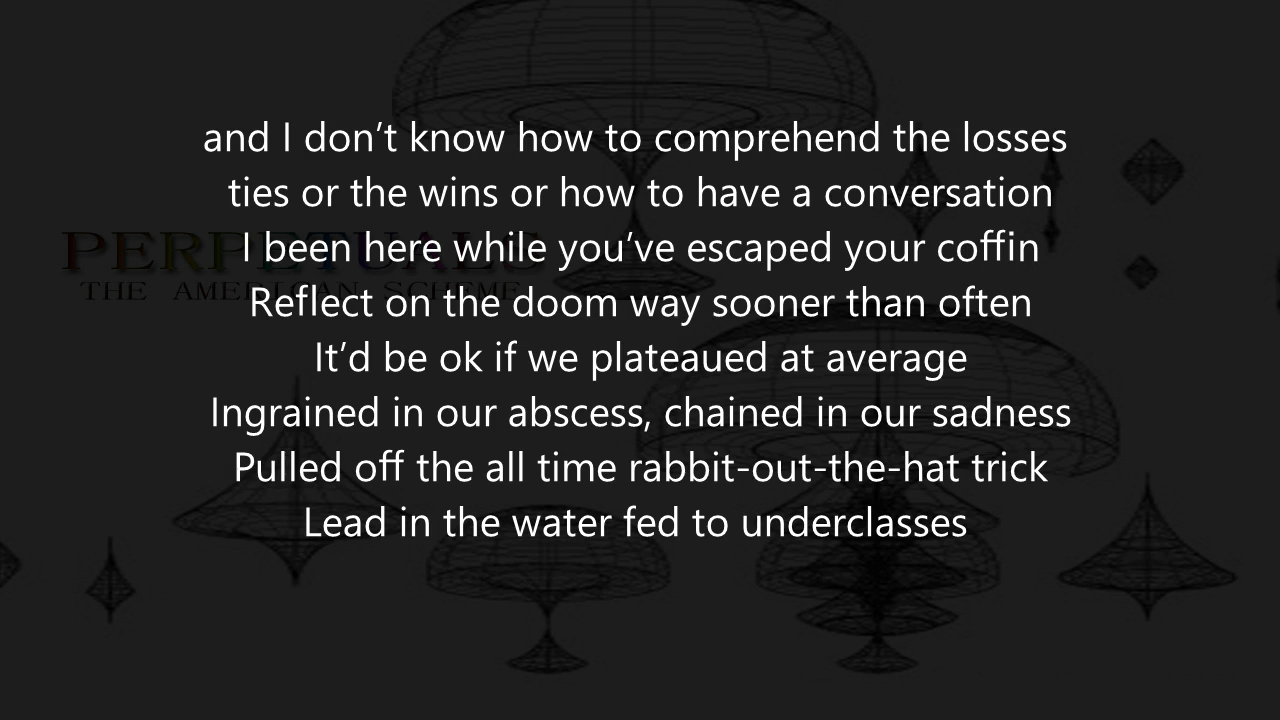 and I don’t know how to comprehend the losses
ties or the wins or how to have a conversation
PERPETUALS
I been here while you’ve escaped your coffin
THE AMERICAN SCHEME
Reflect on the doom way sooner than often
It’d be ok if we plateaued at average
Ingrained in our abscess, chained in our sadness
Pulled off the all time rabbit-out-the-hat trick
Lead in the water fed to underclasses